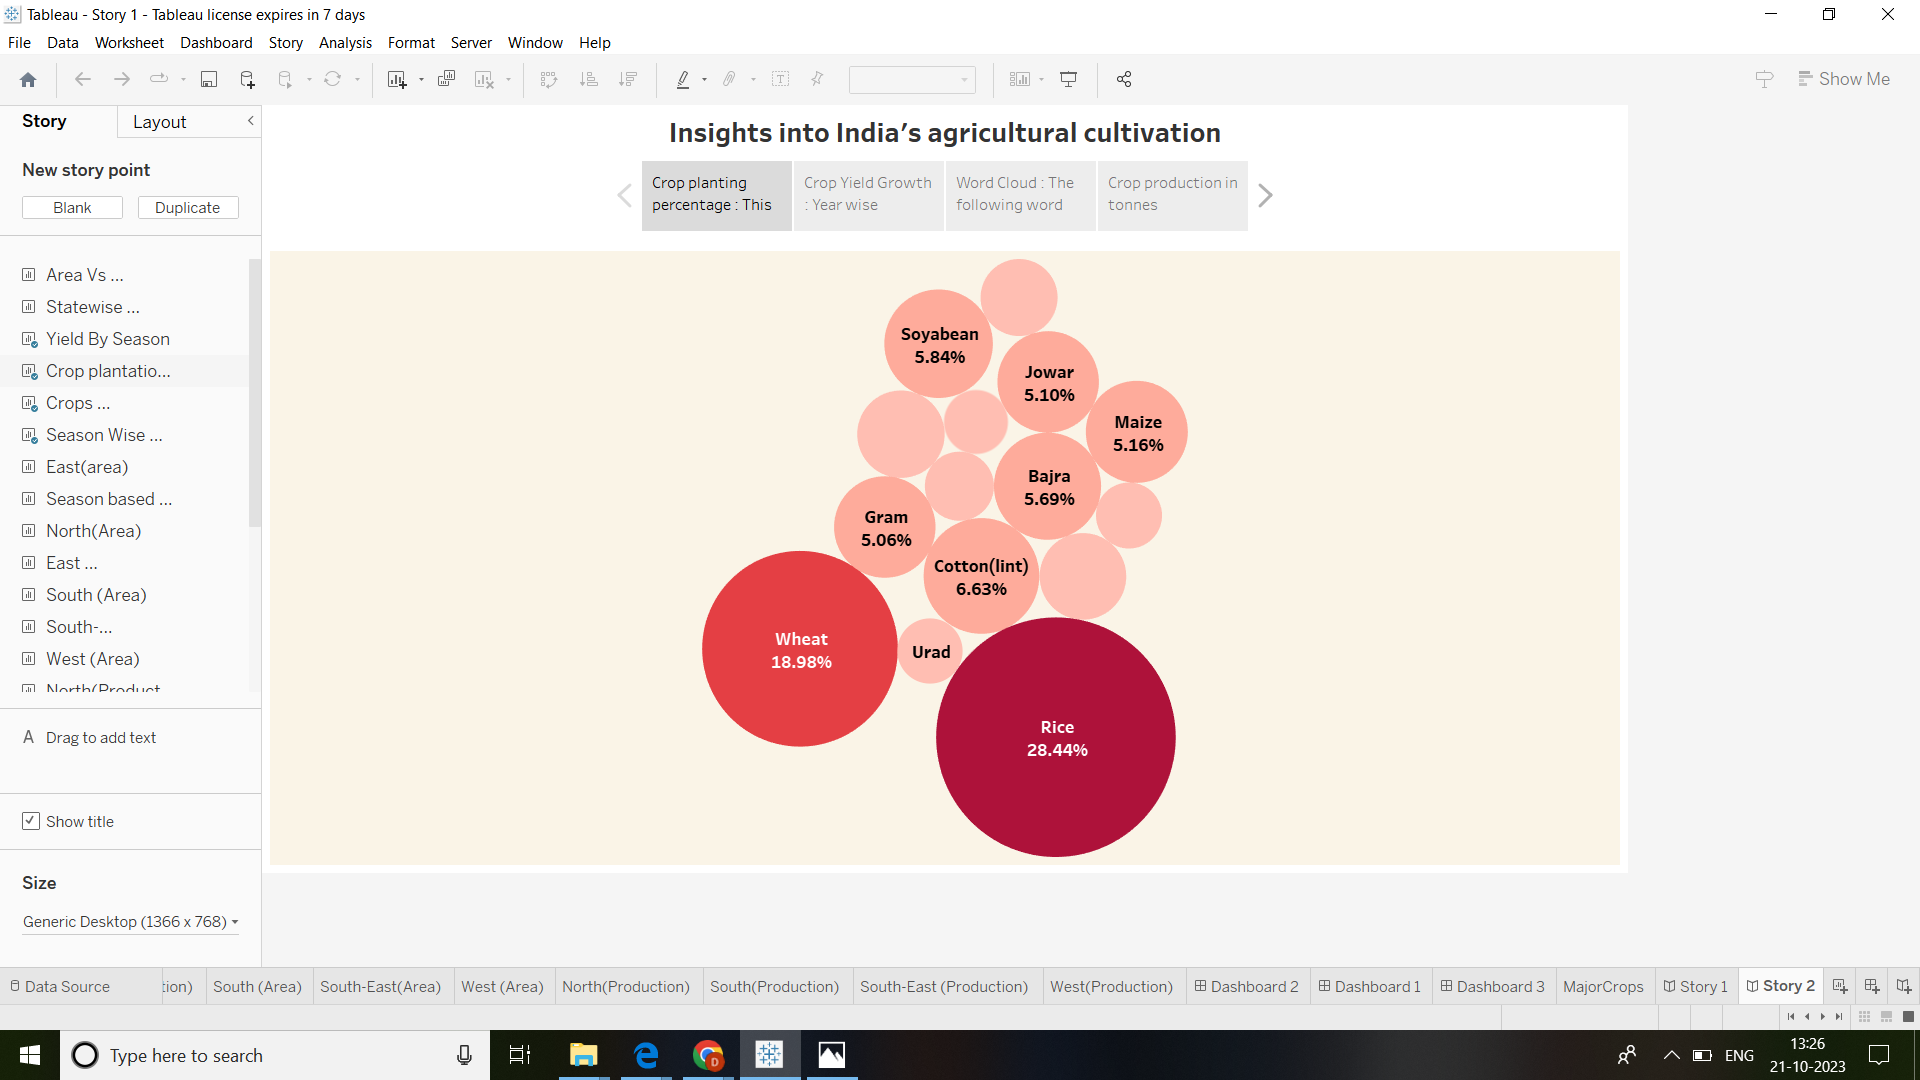 Tableau - Story 1 - Tableau license expires in 7 days
File Data Worksheet Dashboard Story Analysis Format Server Window Help
Show Me
Story Layout
New story point
Blank Duplicate
Area Vs ...
Statewise ...
Yield By Season
Crop plantatio...
Crops ...
Season Wise ...
East(area)
Season based ...
North(Area)
East ...
South (Area)
South-...
West (Area)
North(Product
A Drag to add text
Show title
Size
Generic Desktop (1366 x 768)
Insights into India’s agricultural cultivation
Crop planting
percentage : This
Crop Yield Growth
: Year wise
Word Cloud : The
following word
Crop production in
tonnes
Soyabean
5.84%
Jowar
5.10%
Maize
5.16%
Bajra
5.69%
Gram
5.06%
Cotton(lint)
6.63%
Wheat
18.98%
Urad
Rice
28.44%
Data Source tion) South (Area) South-East(Area) West (Area) North(Production) South(Production) South-East (Production) West(Production) Dashboard 2 Dashboard 1 Dashboard 3 MajorCrops Story 1 Story 2
Type here to search
D
ENG
13:26
21-10-2023